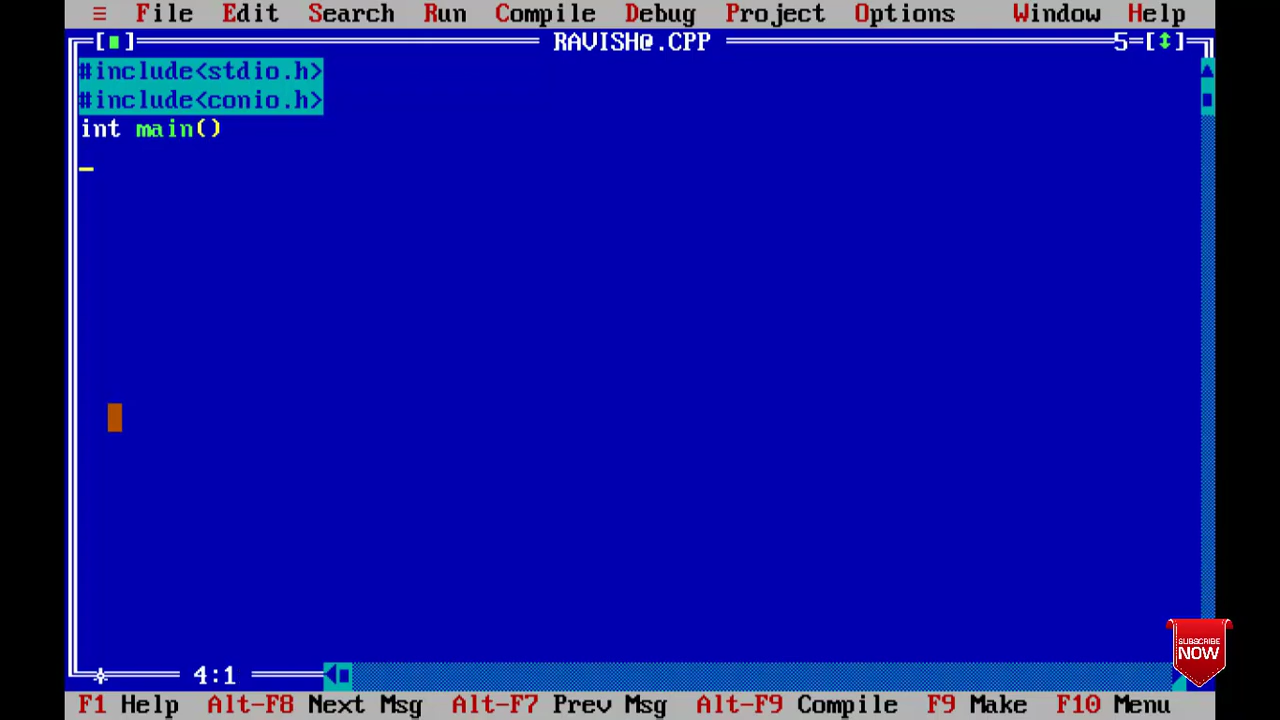 ≡ File Edit Search Run Compile Debug Project Options Window Help
[■] RAVISH@.CPP 5=[↕]
#include<stdio.h>
#include<conio.h>
int main()
_
* 4:1
SUBSCRIBE
NOW
F1 Help Alt-F8 Next Msg Alt-F7 Prev Msg Alt-F9 Compile F9 Make F10 Menu